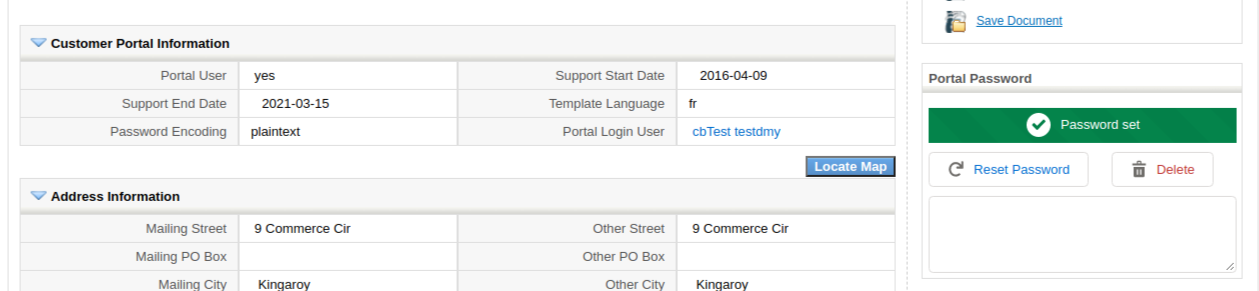 Save Document
Customer Portal Information
Portal User yes Support Start Date 2016-04-09
Support End Date 2021-03-15 Template Language fr
Password Encoding plaintext Portal Login User cbTest testdmy
Locate Map
Address Information
Mailing Street 9 Commerce Cir Other Street 9 Commerce Cir
Mailing PO Box Other PO Box
Mailing City Kingaroy Other City Kingaroy
Portal Password
Password set
Reset Password Delete